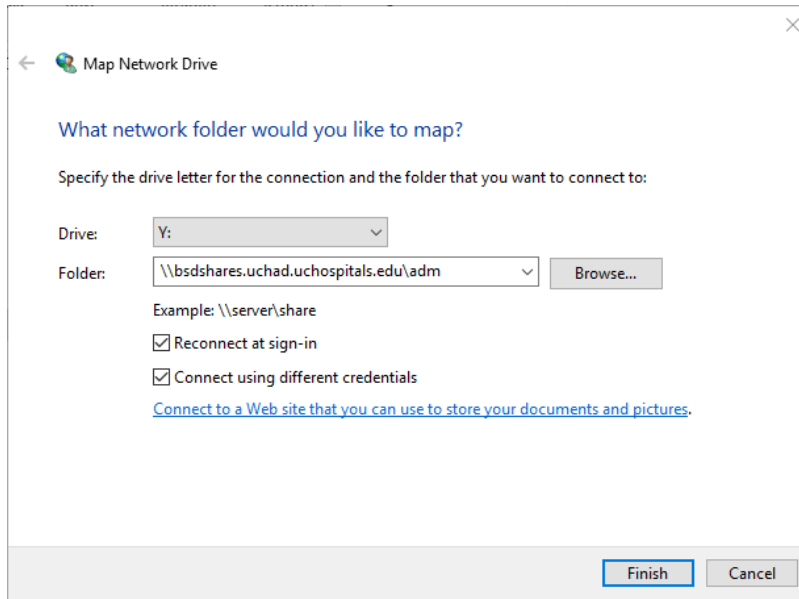 Map Network Drive
What network folder would you like to map?
Specify the drive letter for the connection and the folder that you want to connect to:
Drive: Y:
Folder: \\bsdshares.uchad.uchospitals.edu\adm Browse...
Example: \\server\share
Reconnect at sign-in
Connect using different credentials
Connect to a Web site that you can use to store your documents and pictures.
Finish Cancel